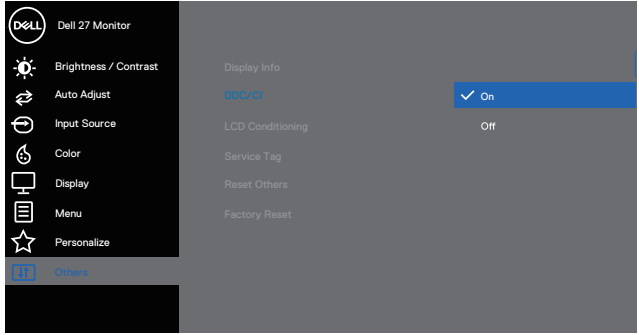 DELL
Dell 27 Monitor
Brightness / Contrast
Auto Adjust
Input Source
Color
Display
Menu
Personalize
Others
Display Info
DDC/CI
LCD Conditioning
Service Tag
Reset Others
Factory Reset
On
Off